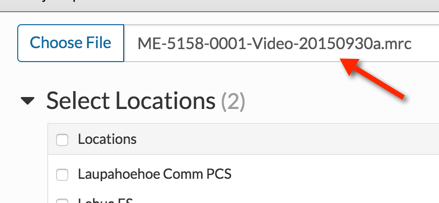 Choose File ME-5158-0001-Video-20150930a.mrc
Select Locations (2)
Locations
Laupahoehoe Comm PCS